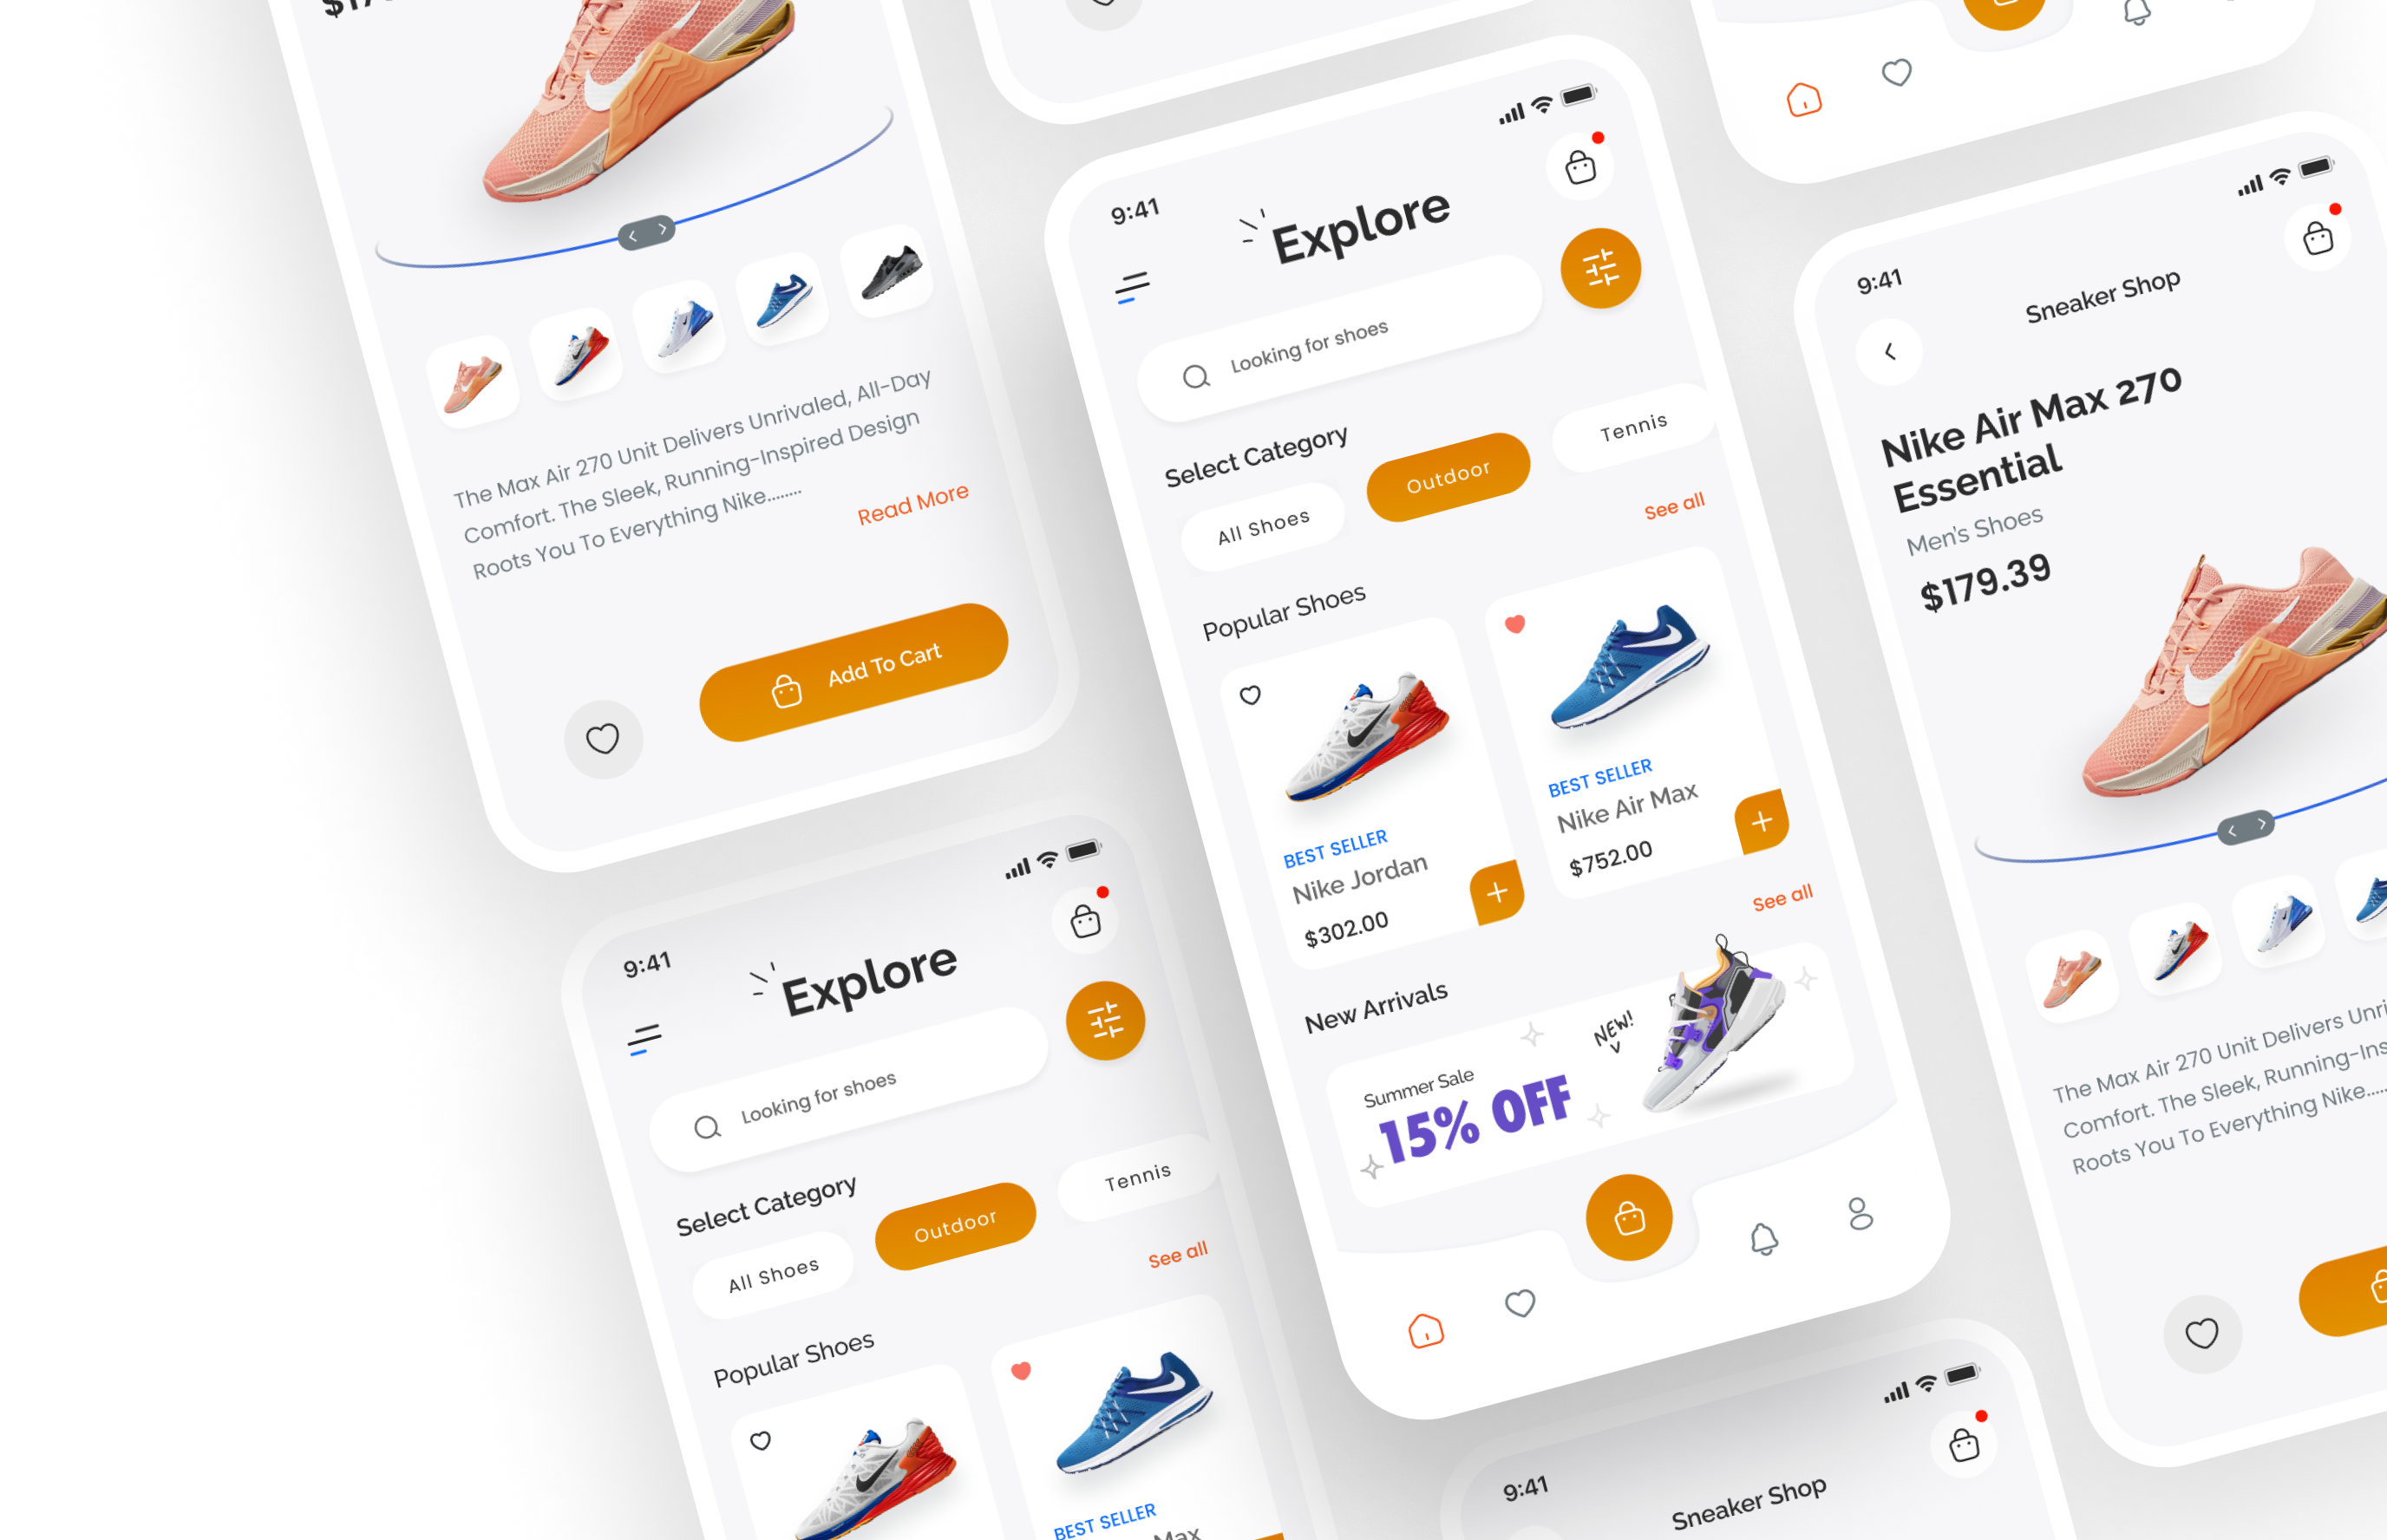 The Max Air 270 Unit Delivers Unrivaled, All-Day
Comfort. The Sleek, Running-Inspired Design
Roots You To Everything Nike........
Read More
Add To Cart
9:41
Explore
Looking for shoes
Select Category
All Shoes
Outdoor
Tennis
See all
Popular Shoes
BEST SELLER
Nike Jordan
$302.00
BEST SELLER
Nike Air Max
$752.00
See all
New Arrivals
Summer Sale
15% OFF
NEW!
9:41
Sneaker Shop
Nike Air Max 270
Essential
Men's Shoes
$179.39
The Max Air 270 Unit Delivers
Comfort. The Sleek, Running-Ins
Roots You To Everything Nike.....
9:41
Explore
Looking for shoes
Select Category
All Shoes
Outdoor
Tennis
See all
Popular Shoes
BEST SELLER
Max
9:41
Sneaker Shop